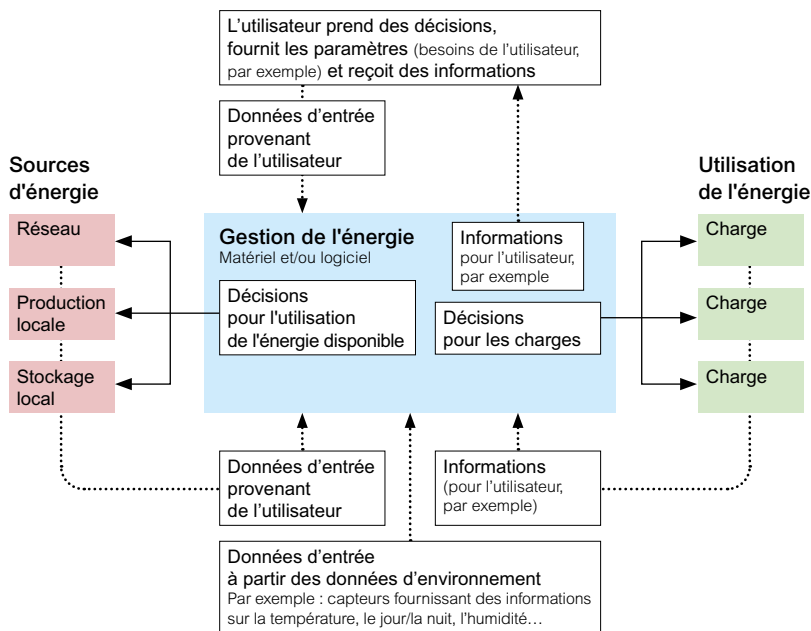 L’utilisateur prend des décisions,
fournit les paramètres (besoins de l’utilisateur,
par exemple) et reçoit des informations
Données d’entrée
provenant
de l’utilisateur
Sources
d'énergie
Réseau
Production
locale
Stockage
local
Gestion de l'énergie
Matériel et/ou logiciel
Décisions
pour l'utilisation
de l'énergie disponible
Informations
pour l’utilisateur,
par exemple
Décisions
pour les charges
Utilisation
de l'énergie
Charge
Charge
Charge
Données d’entrée
provenant
de l’utilisateur
Informations
(pour l’utilisateur,
par exemple)
Données d’entrée
à partir des données d’environnement
Par exemple : capteurs fournissant des informations
sur la température, le jour/la nuit, l’humidité…